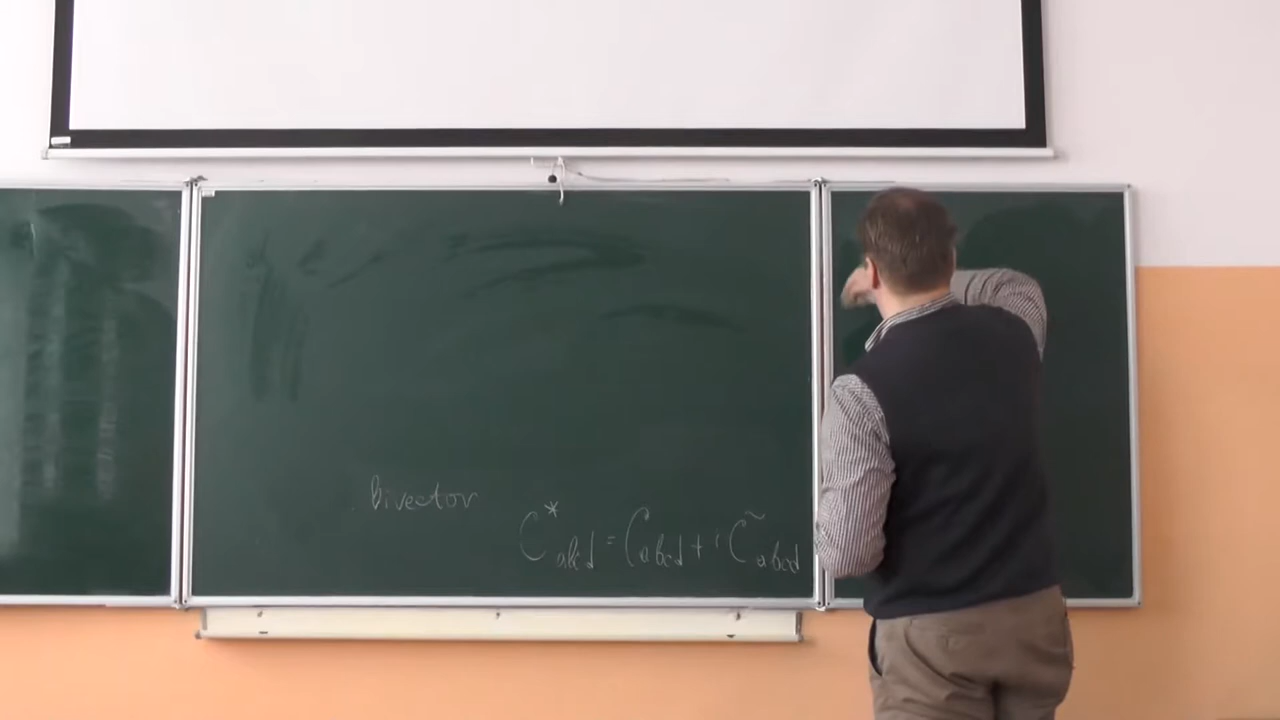 bivector
C*abcd = Cabcd + i C̃abcd